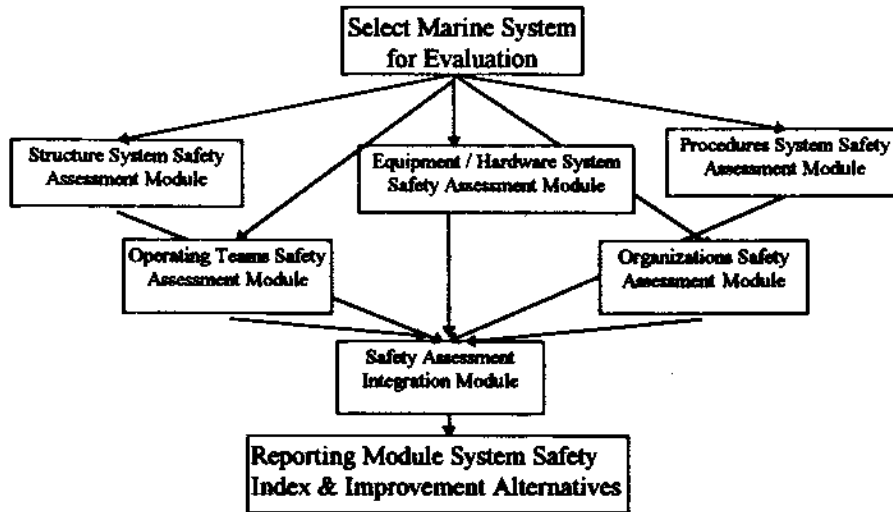 Select Marine System
for Evaluation
Structure System Safety
Assessment Module
Equipment / Hardware System
Safety Assessment Module
Procedures System Safety
Assessment Module
Operating Teams Safety
Assessment Module
Organizations Safety
Assessment Module
Safety Assessment
Integration Module
Reporting Module System Safety
Index & Improvement Alternatives